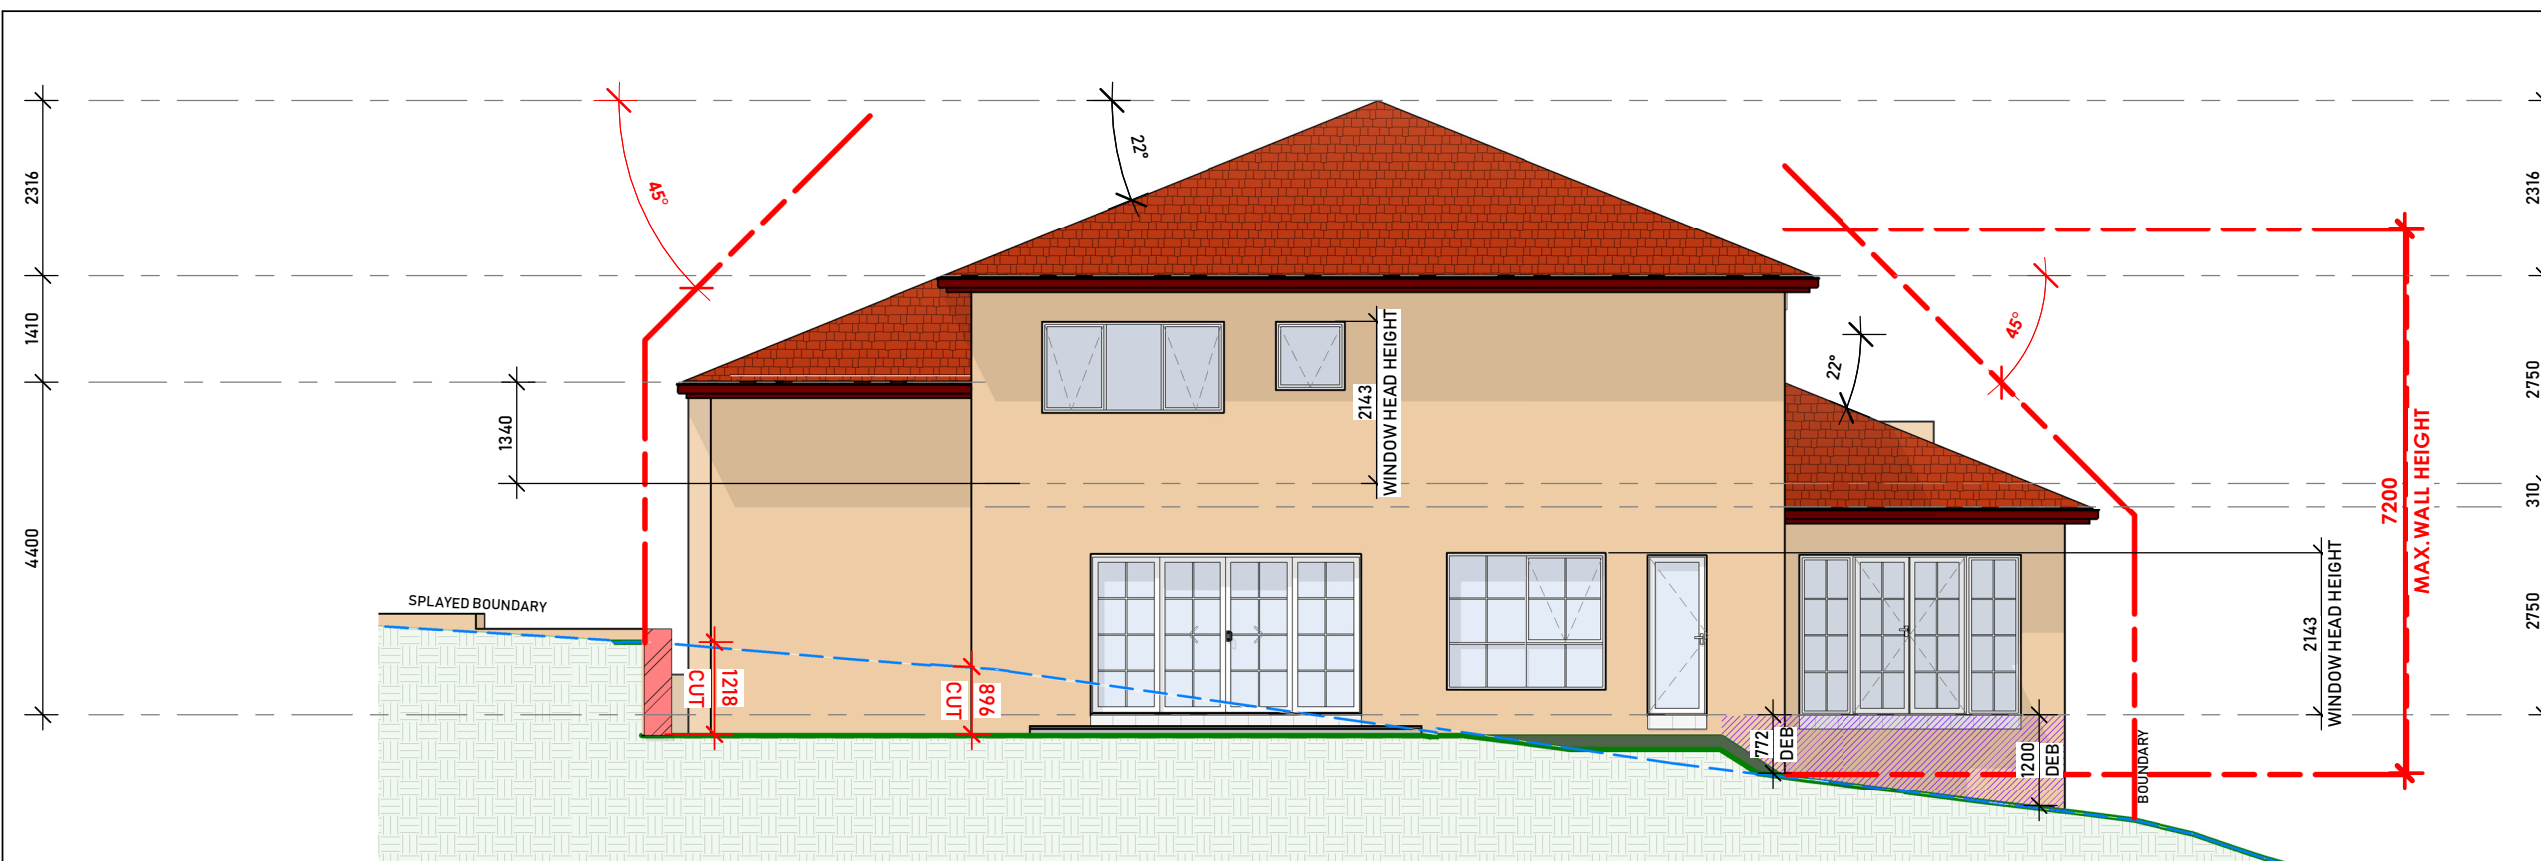 2316
1410
4400
1340
45°
22°
SPLAYED BOUNDARY
1218
CUT
896
CUT
2143
WINDOW HEAD HEIGHT
772
DEB
1200
DEB
BOUNDARY
22°
45°
2143
WINDOW HEAD HEIGHT
7200
MAX. WALL HEIGHT
2316
2750
310
2750